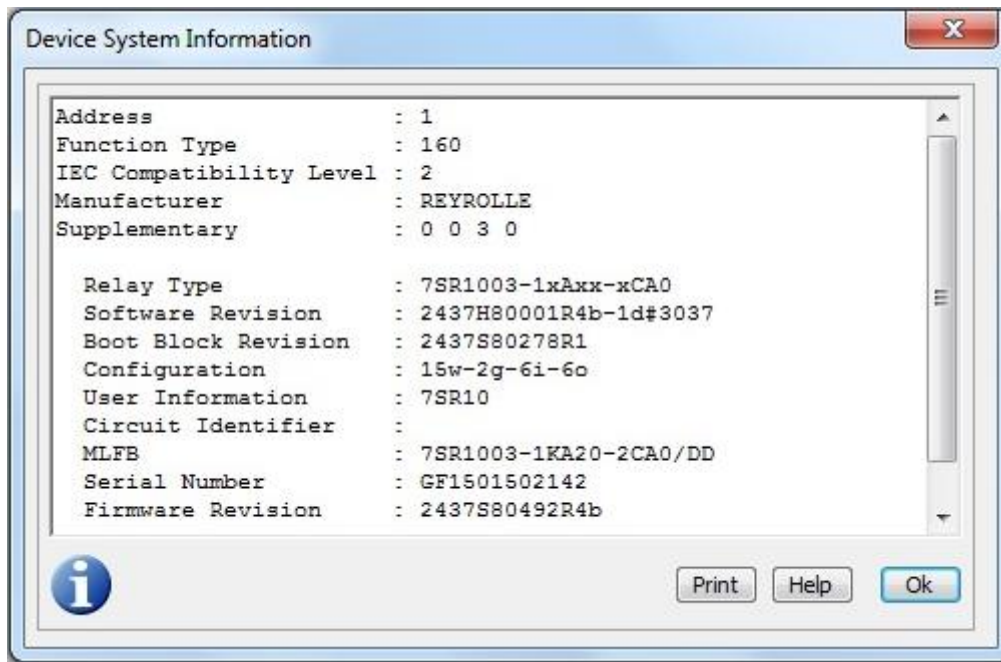 Device System Information
Address : 1
Function Type : 160
IEC Compatibility Level : 2
Manufacturer : REYROLLE
Supplementary : 0 0 3 0
Relay Type : 7SR1003-1xAxx-xCA0
Software Revision : 2437H80001R4b-1d#3037
Boot Block Revision : 2437S80278R1
Configuration : 15w-2g-6i-6o
User Information : 7SR10
Circuit Identifier :
MLFB : 7SR1003-1KA20-2CA0/DD
Serial Number : GF1501502142
Firmware Revision : 2437S80492R4b
Print Help Ok